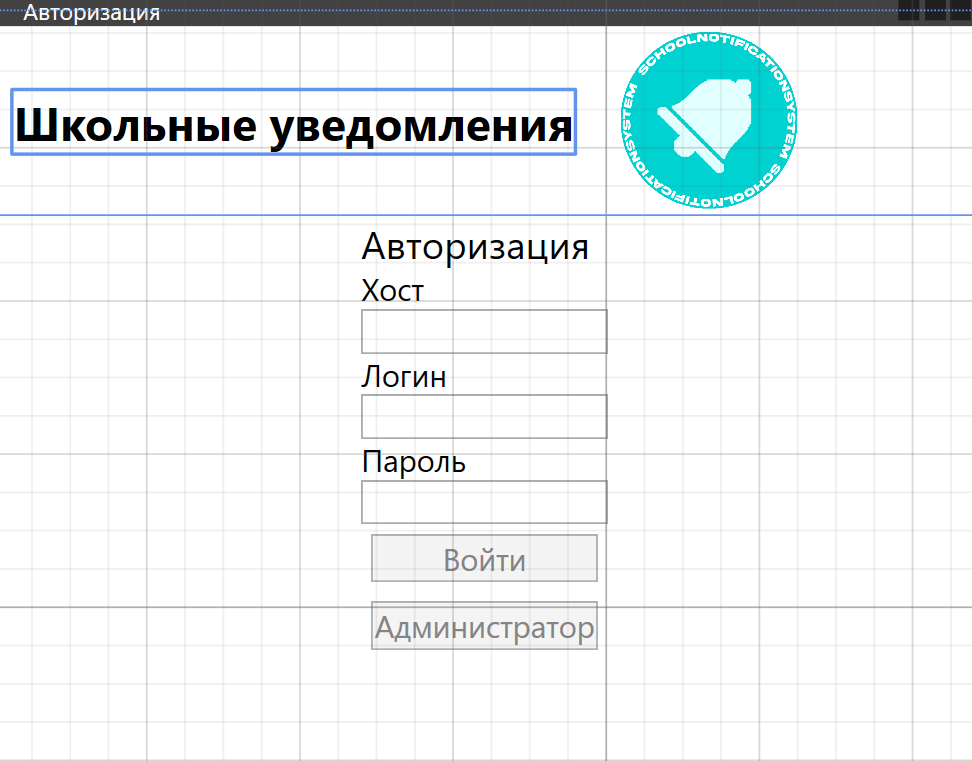 Авторизация
Школьные уведомления
SCHOOLNOTIFICATIONSYSTEM SCHOOLNOTIFICATIONSYSTEM
Авторизация
Хост
Логин
Пароль
Войти
Администратор